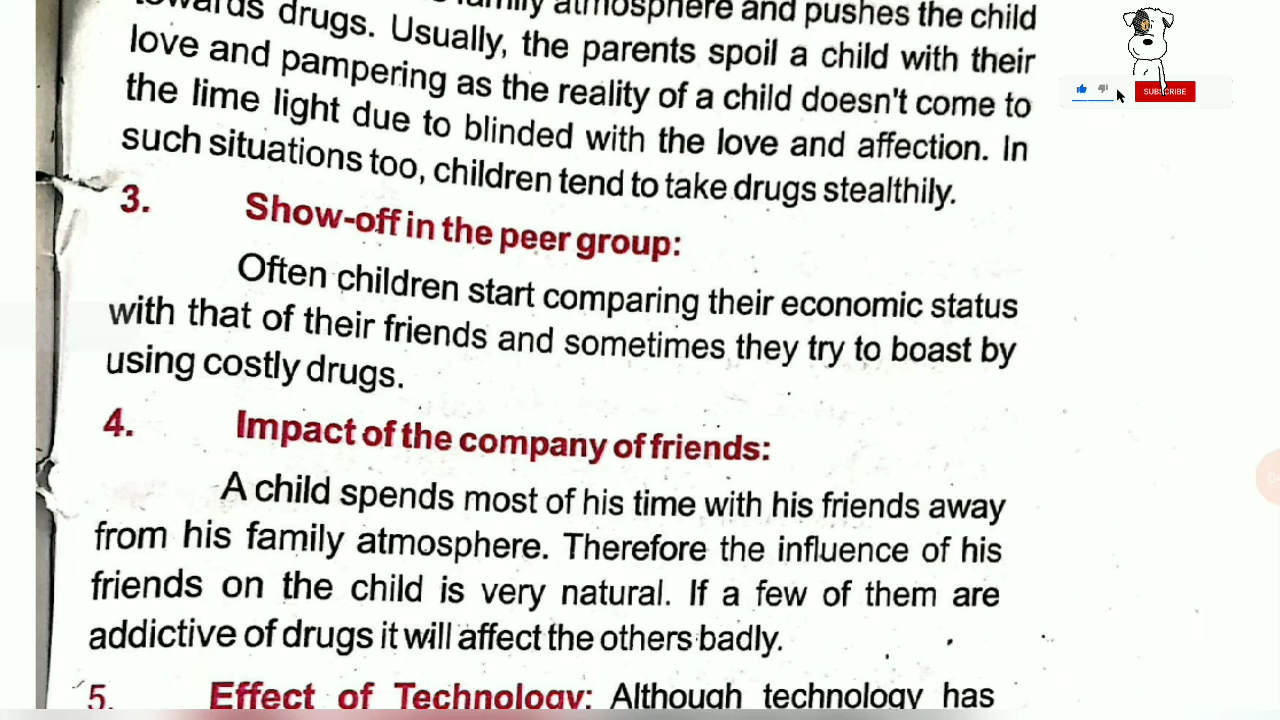 family atmosphere and pushes the child
towards drugs. Usually, the parents spoil a child with their
love and pampering as the reality of a child doesn't come to
the lime light due to blinded with the love and affection. In
such situations too, children tend to take drugs stealthily.
3. Show-off in the peer group:
Often children start comparing their economic status
with that of their friends and sometimes they try to boast by
using costly drugs.
4. Impact of the company of friends:
A child spends most of his time with his friends away
from his family atmosphere. Therefore the influence of his
friends on the child is very natural. If a few of them are
addictive of drugs it will affect the others badly.
5. Effect of Technology: Although technology has
SUBSCRIBE